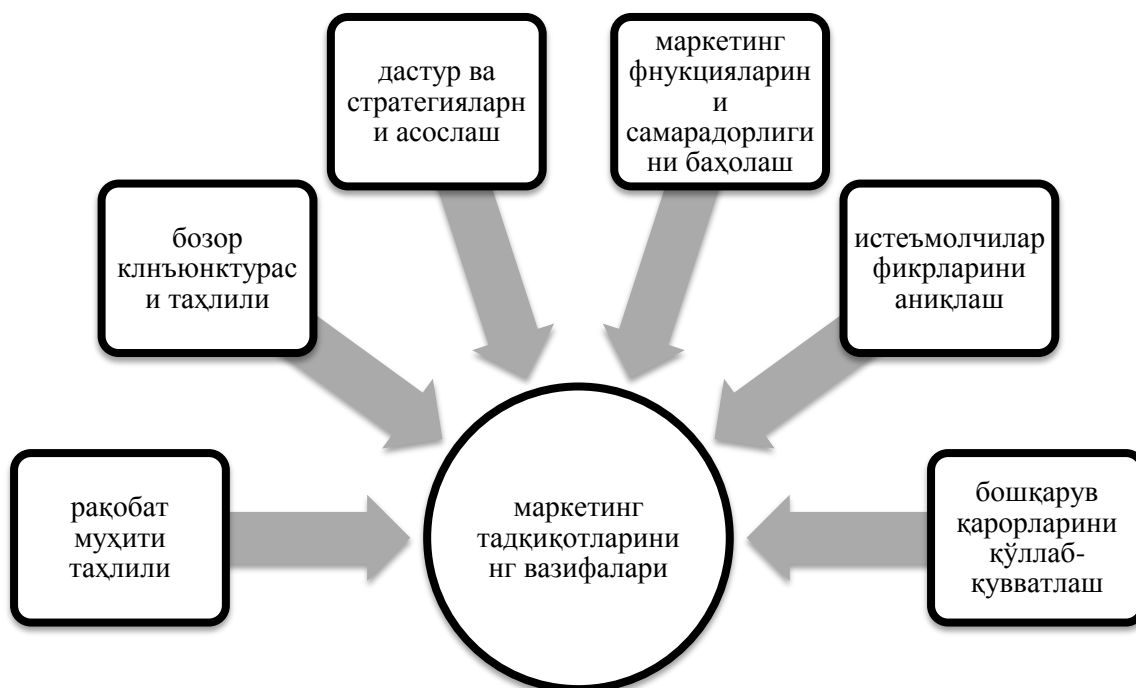 дастур ва
стратегияларн
и асослаш
маркетинг
фнукцияларин
и
самарадорлиги
ни баҳолаш
бозор
клнъюнктурас
и таҳлили
истеъмолчилар
фикрларини
аниқлаш
рақобат
муҳити
таҳлили
маркетинг
тадқиқотларини
нг вазифалари
бошқарув
қарорларини
қўллаб-
қувватлаш